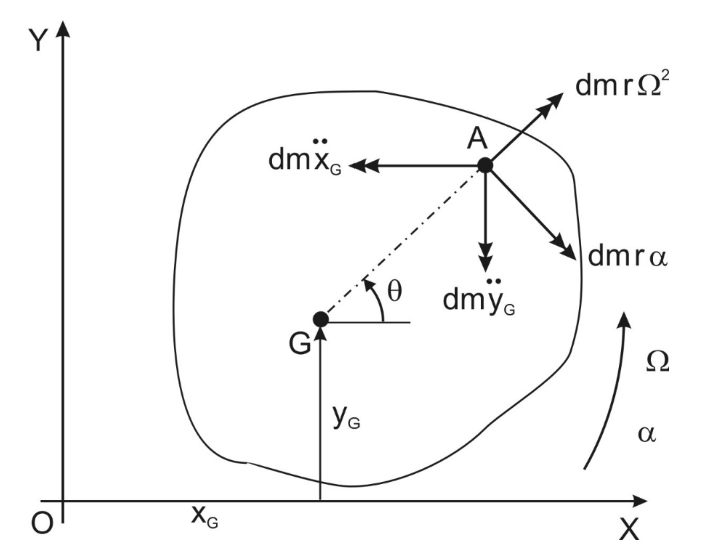 Y
dm r Ω²
A
dm ẍ_G
dm r α
θ
dm ÿ_G
G
y_G
Ω
α
x_G
O
X